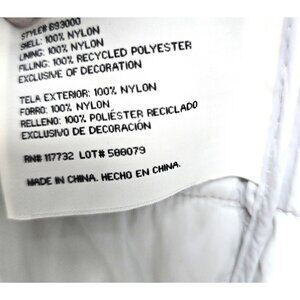 STYLE# 693000
SHELL: 100% NYLON
LINING: 100% NYLON
FILLING: 100% RECYCLED POLYESTER
EXCLUSIVE OF DECORATION
TELA EXTERIOR: 100% NYLON
FORRO: 100% NYLON
RELLENO: 100% POLIÉSTER RECICLADO
EXCLUSIVO DE DECORACIÓN
RN# 117732 LOT# 588079
MADE IN CHINA. HECHO EN CHINA.